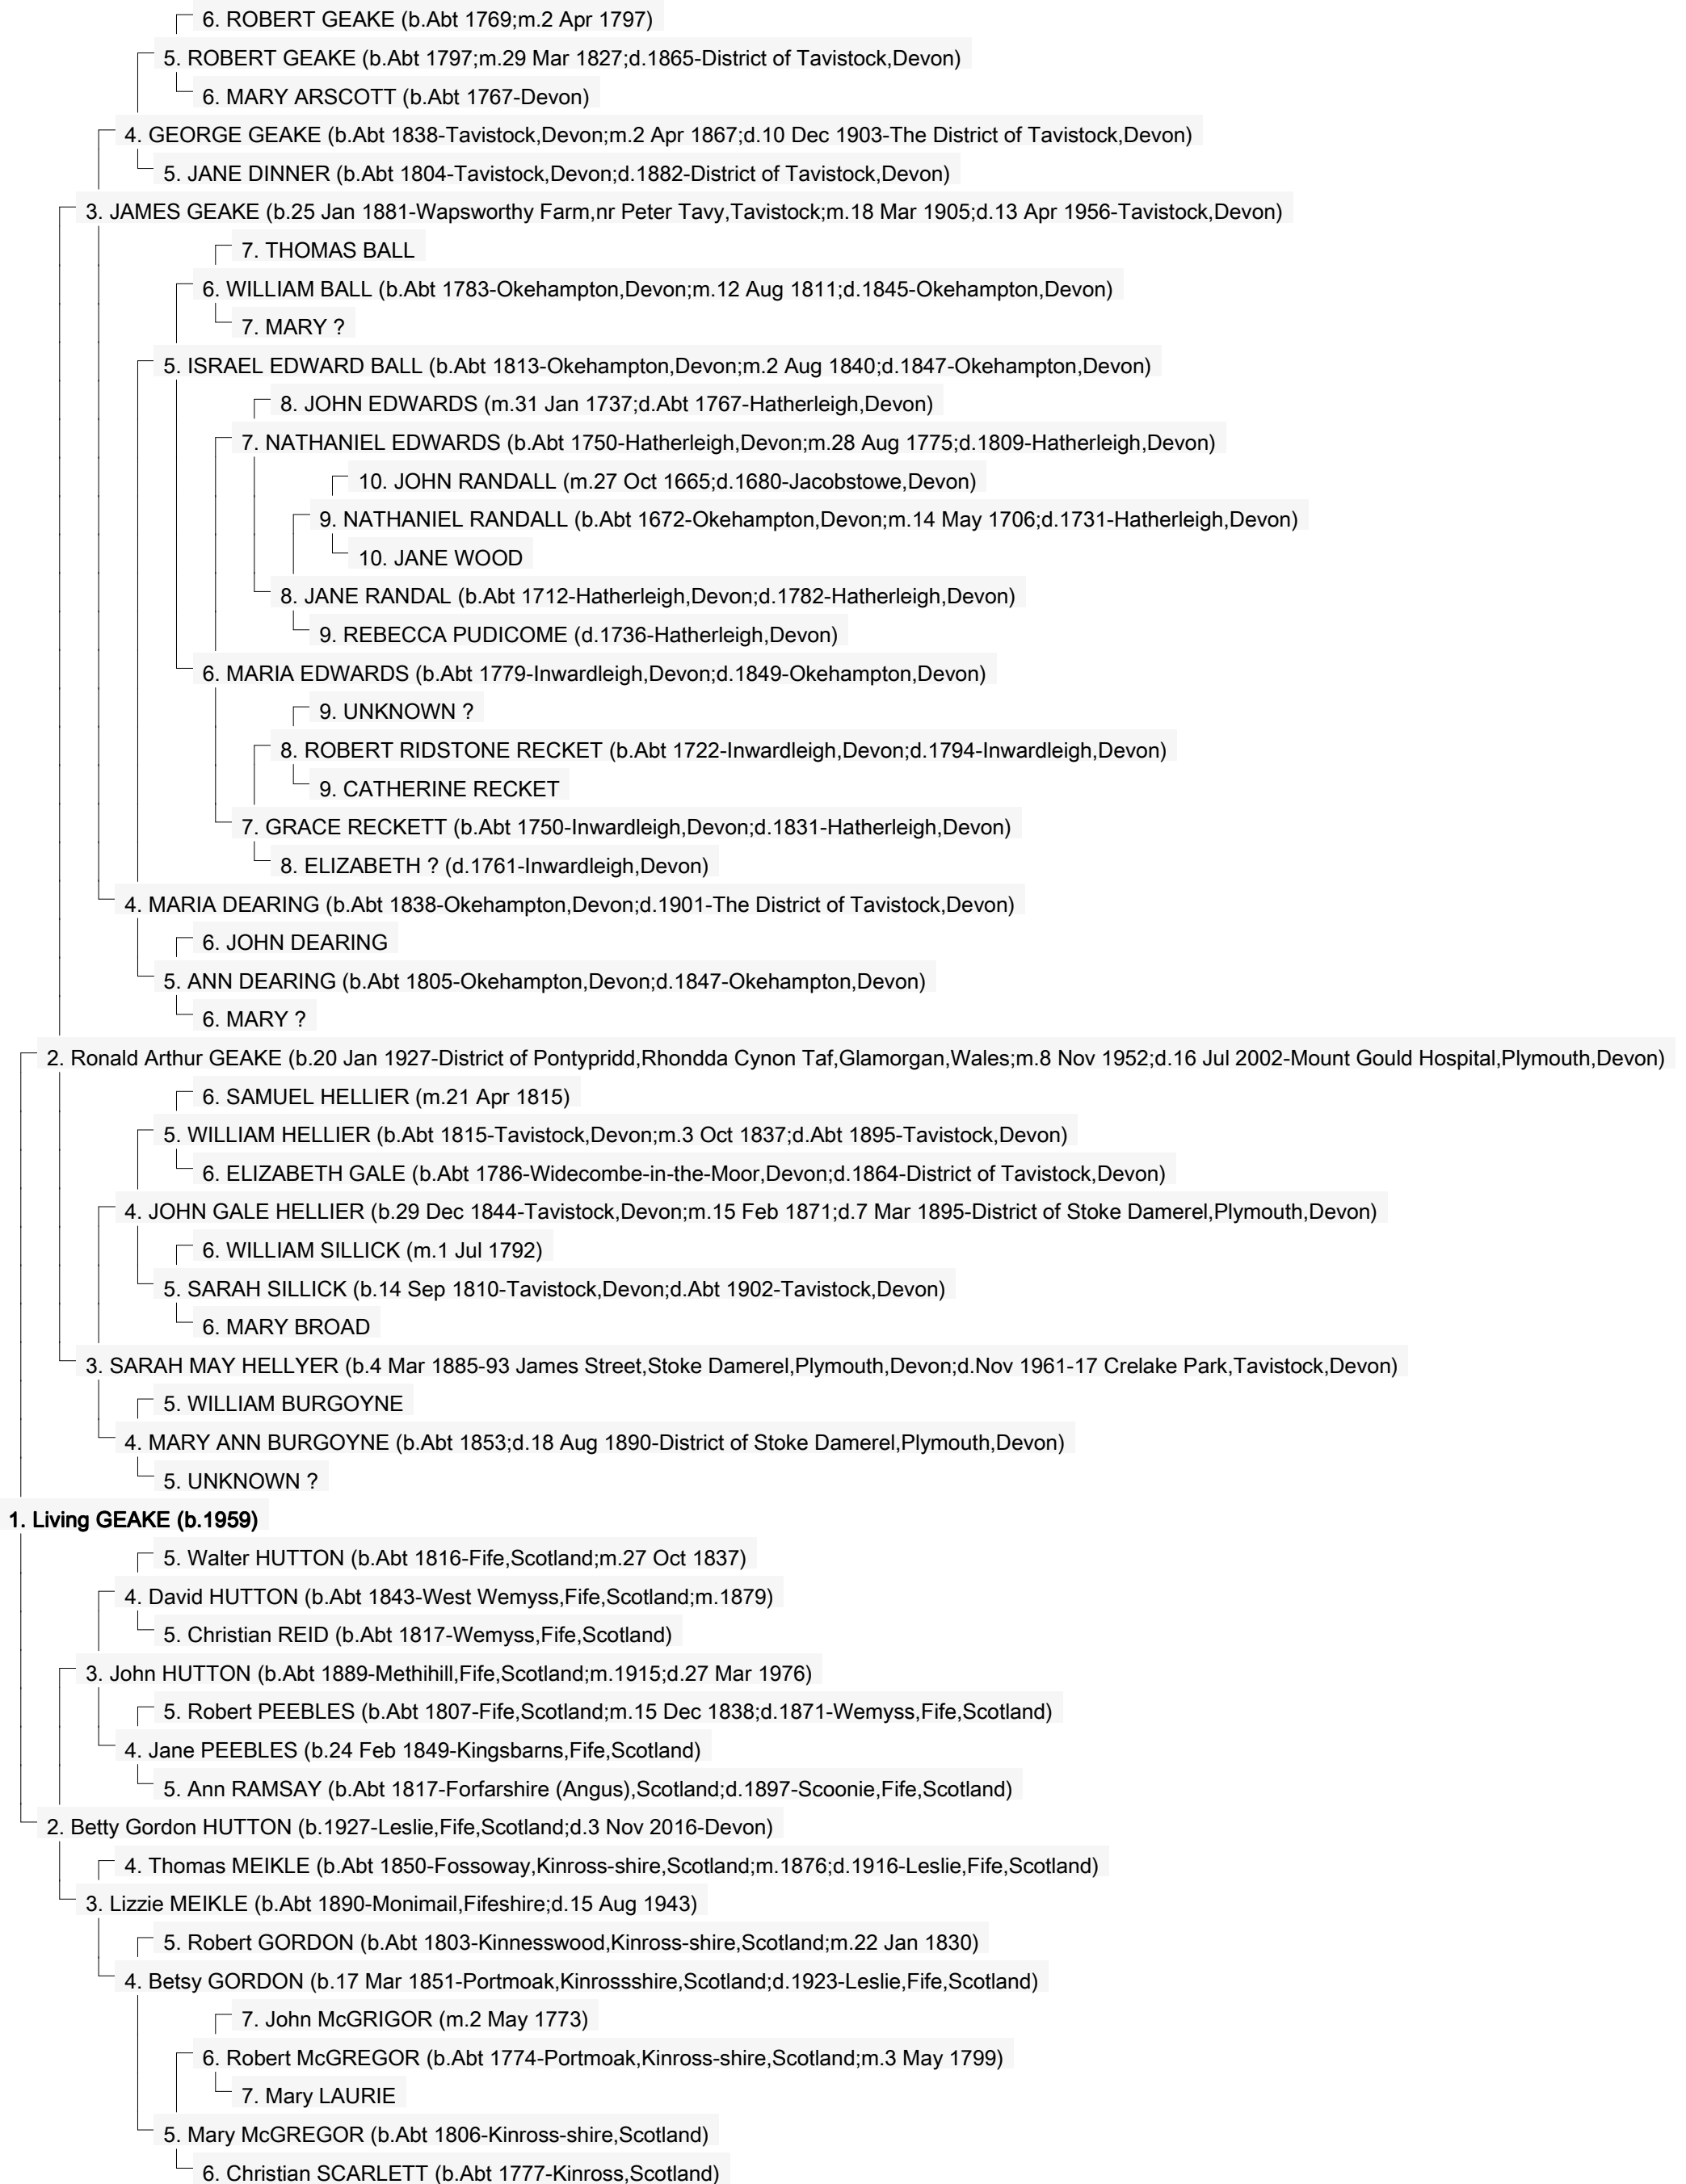 6. ROBERT GEAKE (b.Abt 1769;m.2 Apr 1797)
5. ROBERT GEAKE (b.Abt 1797;m.29 Mar 1827;d.1865-District of Tavistock,Devon)
6. MARY ARSCOTT (b.Abt 1767-Devon)
4. GEORGE GEAKE (b.Abt 1838-Tavistock,Devon;m.2 Apr 1867;d.10 Dec 1903-The District of Tavistock,Devon)
5. JANE DINNER (b.Abt 1804-Tavistock,Devon;d.1882-District of Tavistock,Devon)
3. JAMES GEAKE (b.25 Jan 1881-Wapsworthy Farm,nr Peter Tavy,Tavistock;m.18 Mar 1905;d.13 Apr 1956-Tavistock,Devon)
7. THOMAS BALL
6. WILLIAM BALL (b.Abt 1783-Okehampton,Devon;m.12 Aug 1811;d.1845-Okehampton,Devon)
7. MARY ?
5. ISRAEL EDWARD BALL (b.Abt 1813-Okehampton,Devon;m.2 Aug 1840;d.1847-Okehampton,Devon)
8. JOHN EDWARDS (m.31 Jan 1737;d.Abt 1767-Hatherleigh,Devon)
7. NATHANIEL EDWARDS (b.Abt 1750-Hatherleigh,Devon;m.28 Aug 1775;d.1809-Hatherleigh,Devon)
10. JOHN RANDALL (m.27 Oct 1665;d.1680-Jacobstowe,Devon)
9. NATHANIEL RANDALL (b.Abt 1672-Okehampton,Devon;m.14 May 1706;d.1731-Hatherleigh,Devon)
10. JANE WOOD
8. JANE RANDAL (b.Abt 1712-Hatherleigh,Devon;d.1782-Hatherleigh,Devon)
9. REBECCA PUDICOME (d.1736-Hatherleigh,Devon)
6. MARIA EDWARDS (b.Abt 1779-Inwardleigh,Devon;d.1849-Okehampton,Devon)
9. UNKNOWN ?
8. ROBERT RIDSTONE RECKET (b.Abt 1722-Inwardleigh,Devon;d.1794-Inwardleigh,Devon)
9. CATHERINE RECKET
7. GRACE RECKETT (b.Abt 1750-Inwardleigh,Devon;d.1831-Hatherleigh,Devon)
8. ELIZABETH ? (d.1761-Inwardleigh,Devon)
4. MARIA DEARING (b.Abt 1838-Okehampton,Devon;d.1901-The District of Tavistock,Devon)
6. JOHN DEARING
5. ANN DEARING (b.Abt 1805-Okehampton,Devon;d.1847-Okehampton,Devon)
6. MARY ?
2. Ronald Arthur GEAKE (b.20 Jan 1927-District of Pontypridd,Rhondda Cynon Taf,Glamorgan,Wales;m.8 Nov 1952;d.16 Jul 2002-Mount Gould Hospital,Plymouth,Devon)
6. SAMUEL HELLIER (m.21 Apr 1815)
5. WILLIAM HELLIER (b.Abt 1815-Tavistock,Devon;m.3 Oct 1837;d.Abt 1895-Tavistock,Devon)
6. ELIZABETH GALE (b.Abt 1786-Widecombe-in-the-Moor,Devon;d.1864-District of Tavistock,Devon)
4. JOHN GALE HELLIER (b.29 Dec 1844-Tavistock,Devon;m.15 Feb 1871;d.7 Mar 1895-District of Stoke Damerel,Plymouth,Devon)
6. WILLIAM SILLICK (m.1 Jul 1792)
5. SARAH SILLICK (b.14 Sep 1810-Tavistock,Devon;d.Abt 1902-Tavistock,Devon)
6. MARY BROAD
3. SARAH MAY HELLYER (b.4 Mar 1885-93 James Street,Stoke Damerel,Plymouth,Devon;d.Nov 1961-17 Crelake Park,Tavistock,Devon)
5. WILLIAM BURGOYNE
4. MARY ANN BURGOYNE (b.Abt 1853;d.18 Aug 1890-District of Stoke Damerel,Plymouth,Devon)
5. UNKNOWN ?
1. Living GEAKE (b.1959)
5. Walter HUTTON (b.Abt 1816-Fife,Scotland;m.27 Oct 1837)
4. David HUTTON (b.Abt 1843-West Wemyss,Fife,Scotland;m.1879)
5. Christian REID (b.Abt 1817-Wemyss,Fife,Scotland)
3. John HUTTON (b.Abt 1889-Methihill,Fife,Scotland;m.1915;d.27 Mar 1976)
5. Robert PEEBLES (b.Abt 1807-Fife,Scotland;m.15 Dec 1838;d.1871-Wemyss,Fife,Scotland)
4. Jane PEEBLES (b.24 Feb 1849-Kingsbarns,Fife,Scotland)
5. Ann RAMSAY (b.Abt 1817-Forfarshire (Angus),Scotland;d.1897-Scoonie,Fife,Scotland)
2. Betty Gordon HUTTON (b.1927-Leslie,Fife,Scotland;d.3 Nov 2016-Devon)
4. Thomas MEIKLE (b.Abt 1850-Fossoway,Kinross-shire,Scotland;m.1876;d.1916-Leslie,Fife,Scotland)
3. Lizzie MEIKLE (b.Abt 1890-Monimail,Fifeshire;d.15 Aug 1943)
5. Robert GORDON (b.Abt 1803-Kinnesswood,Kinross-shire,Scotland;m.22 Jan 1830)
4. Betsy GORDON (b.17 Mar 1851-Portmoak,Kinrossshire,Scotland;d.1923-Leslie,Fife,Scotland)
7. John McGRIGOR (m.2 May 1773)
6. Robert McGREGOR (b.Abt 1774-Portmoak,Kinross-shire,Scotland;m.3 May 1799)
7. Mary LAURIE
5. Mary McGREGOR (b.Abt 1806-Kinross-shire,Scotland)
6. Christian SCARLETT (b.Abt 1777-Kinross,Scotland)